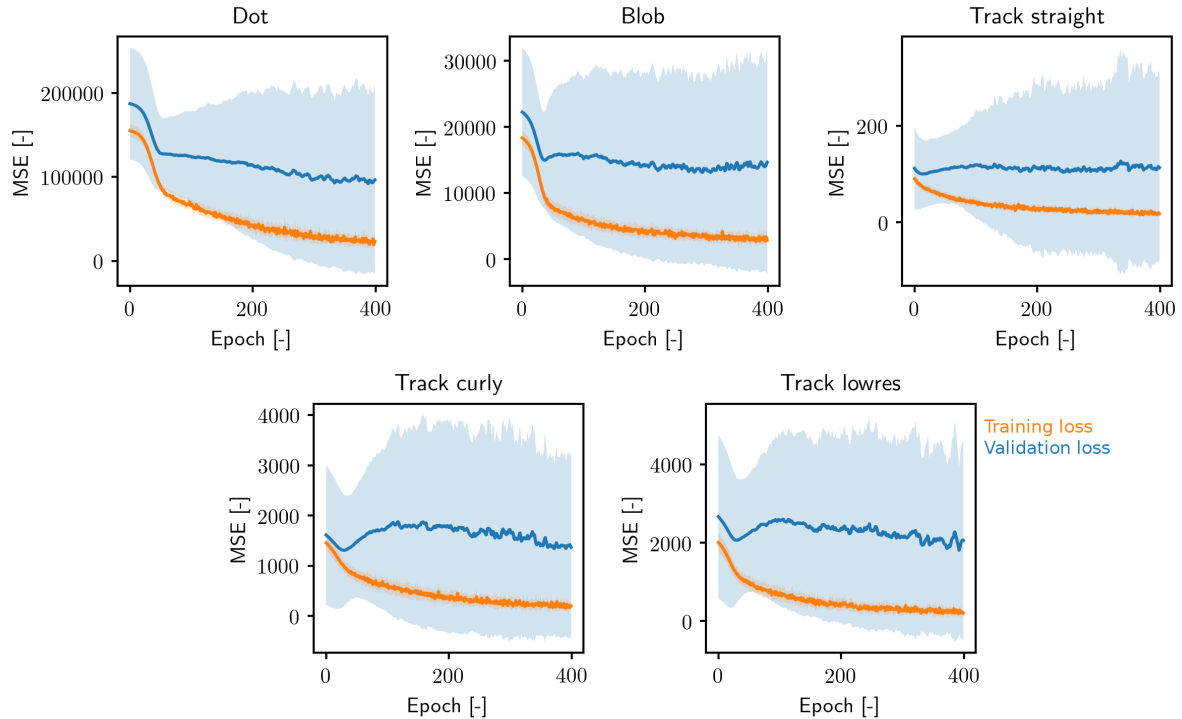 Dot
Blob
Track straight
200000
100000
0
MSE [-]
0
200
400
Epoch [-]
30000
20000
10000
0
MSE [-]
0
200
400
Epoch [-]
200
0
MSE [-]
0
200
400
Epoch [-]
Track curly
Track lowres
4000
3000
2000
1000
0
MSE [-]
0
200
400
Epoch [-]
4000
2000
0
MSE [-]
0
200
400
Epoch [-]
Training loss
Validation loss